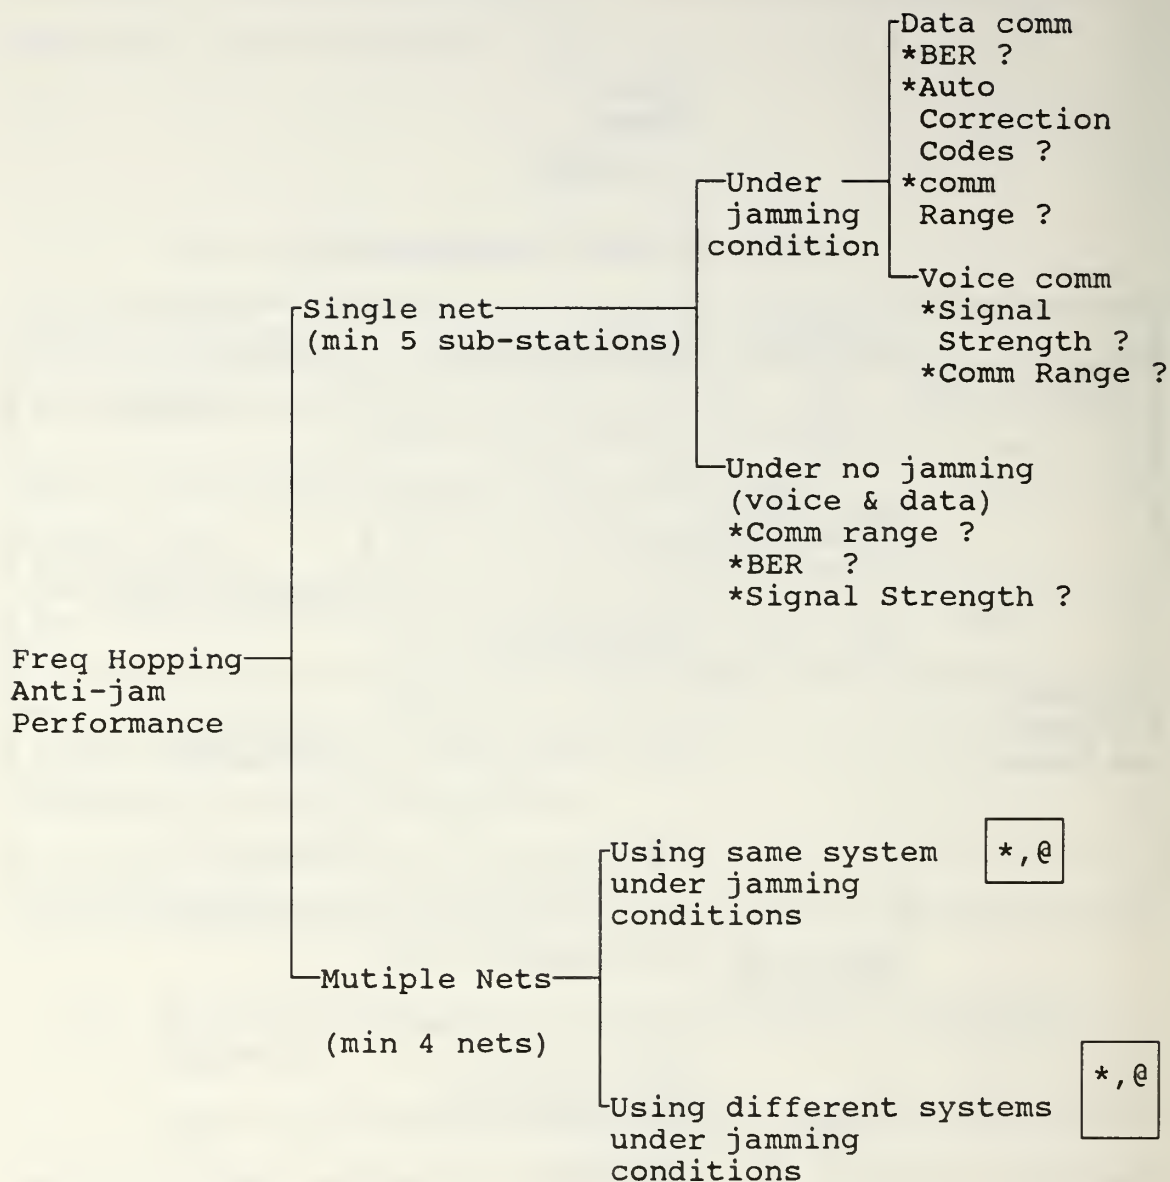 Data comm
*BER ?
*Auto
Correction
Codes ?
*comm
Range ?
Under
jamming
condition
Voice comm
*Signal
Strength ?
*Comm Range ?
Single net
(min 5 sub-stations)
Under no jamming
(voice & data)
*Comm range ?
*BER ?
*Signal Strength ?
Freq Hopping
Anti-jam
Performance
Using same system
under jamming
conditions
*,@
Mutiple Nets
(min 4 nets)
Using different systems
under jamming
conditions
*,@